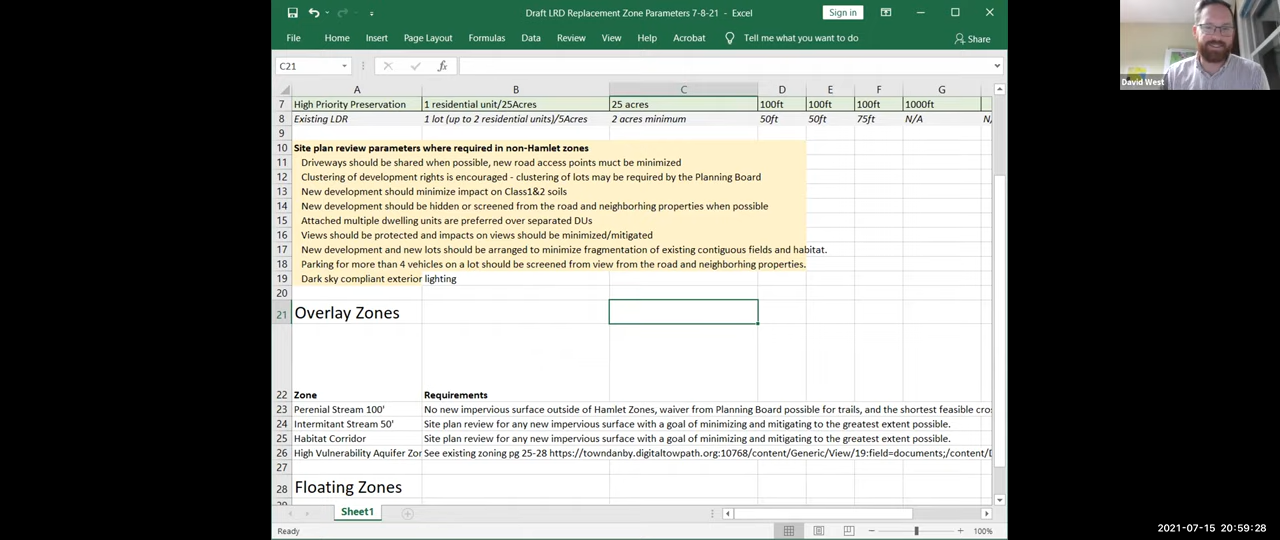 Draft LRD Replacement Zone Parameters 7-8-21 - Excel
Sign in
File Home Insert Page Layout Formulas Data Review View Help Acrobat Tell me what you want to do Share
David West
C21
A B C D E F G
7 High Priority Preservation 1 residential unit/25Acres 25 acres 100ft 100ft 100ft 1000ft
8 Existing LDR 1 lot (up to 2 residential units)/5Acres 2 acres minimum 50ft 50ft 75ft N/A N/
9
10 Site plan review parameters where required in non-Hamlet zones
11 Driveways should be shared when possible, new road access points muct be minimized
12 Clustering of development rights is encouraged - clustering of lots may be required by the Planning Board
13 New development should minimize impact on Class1&2 soils
14 New development should be hidden or screened from the road and neighborhing properties when possible
15 Attached multiple dwelling units are preferred over separated DUs
16 Views should be protected and impacts on views should be minimized/mitigated
17 New development and new lots should be arranged to minimize fragmentation of existing contiguous fields and habitat.
18 Parking for more than 4 vehicles on a lot should be screened from view from the road and neighborhing properties.
19 Dark sky compliant exterior lighting
20
21 Overlay Zones
22 Zone Requirements
23 Perenial Stream 100' No new impervious surface outside of Hamlet Zones, waiver from Planning Board possible for trails, and the shortest feasible cros
24 Intermitant Stream 50' Site plan review for any new impervious surface with a goal of minimizing and mitigating to the greatest extent possible.
25 Habitat Corridor Site plan review for any new impervious surface with a goal of minimizing and mitigating to the greatest extent possible.
26 High Vulnerability Aquifer Zor See existing zoning pg 25-28 https://towndanby.digitaltowpath.org:10768/content/Generic/View/19:field=documents;/content/D
27
28 Floating Zones
Sheet1
Ready 100%
2021-07-15 20:59:28